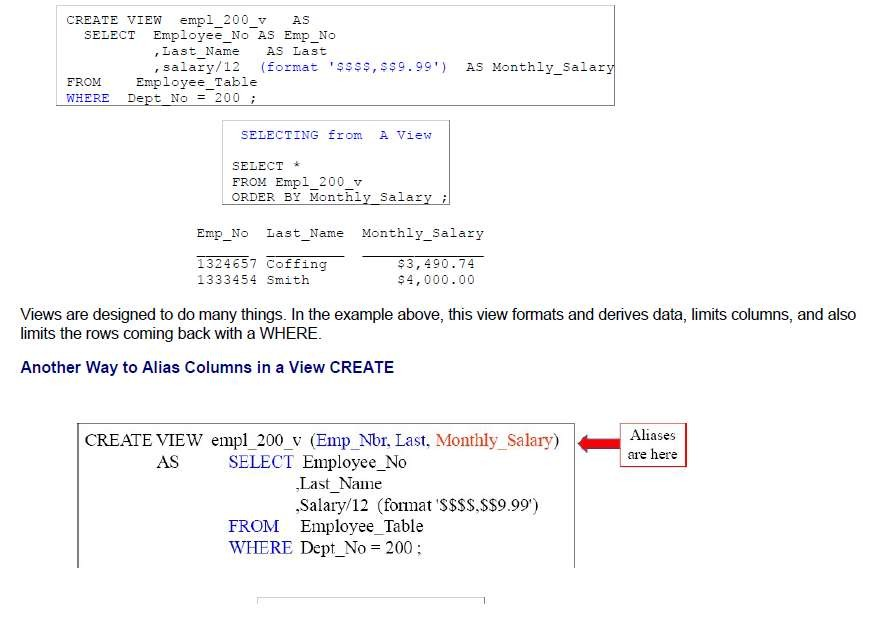 CREATE VIEW empl_200_v AS
SELECT Employee_No AS Emp_No
,Last_Name AS Last
,salary/12 (format '$$$$,$$9.99') AS Monthly_Salary
FROM Employee_Table
WHERE Dept_No = 200 ;
SELECTING from A View
SELECT *
FROM Empl_200_v
ORDER BY Monthly_Salary ;
Emp_No Last_Name Monthly_Salary
1324657 Coffing $3,490.74
1333454 Smith $4,000.00
Views are designed to do many things. In the example above, this view formats and derives data, limits columns, and also
limits the rows coming back with a WHERE.
Another Way to Alias Columns in a View CREATE
CREATE VIEW empl_200_v (Emp_Nbr, Last, Monthly_Salary)
AS SELECT Employee_No
,Last_Name
,Salary/12 (format '$$$$,$$9.99')
FROM Employee_Table
WHERE Dept_No = 200 ;
Aliases
are here